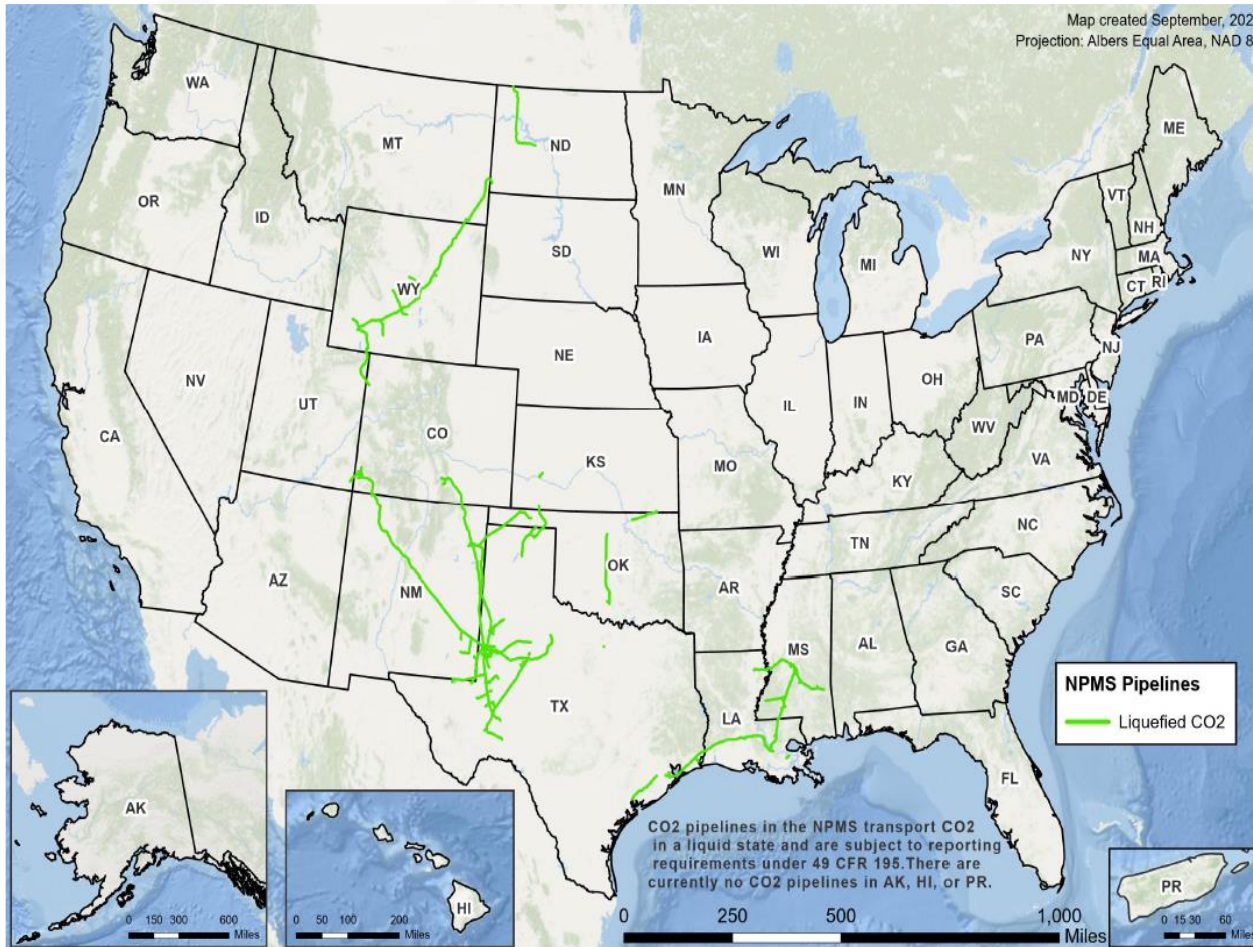 Map created September, 202
Projection: Albers Equal Area, NAD 8
WA
MT
ND
MN
ME
OR
ID
SD
WI
MI
VT
NH
NY
MA
CT
RI
WY
IA
NE
PA
NJ
NV
UT
CO
IL
IN
OH
MD
DE
WV
CA
KS
MO
KY
VA
NC
TN
AZ
NM
OK
AR
SC
MS
AL
GA
TX
LA
FL
NPMS Pipelines
Liquefied CO2
CO2 pipelines in the NPMS transport CO2
in a liquid state and are subject to reporting
requirements under 49 CFR 195.There are
currently no CO2 pipelines in AK, HI, or PR.
AK
0 150 300 600
Miles
HI
0 50 100 200
Miles
0 250 500 1,000
Miles
PR
0 15 30 60
Miles